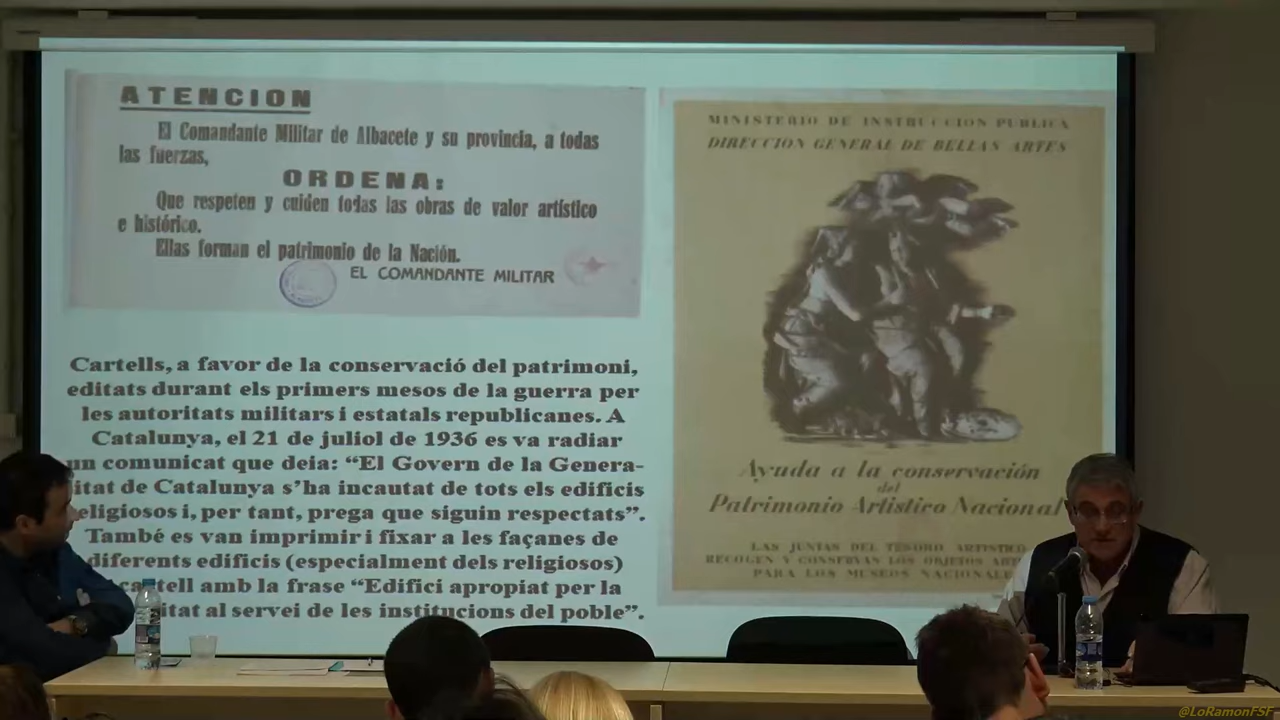 ATENCION
El Comandante Militar de Albacete y su provincia, a todas
las fuerzas,
ORDENA:
Que respeten y cuiden todas las obras de valor artístico
e histórico.
Ellas forman el patrimonio de la Nación.
EL COMANDANTE MILITAR
Cartells, a favor de la conservació del patrimoni,
editats durant els primers mesos de la guerra per
les autoritats militars i estatals republicanes. A
Catalunya, el 21 de juliol de 1936 es va radiar
un comunicat que deia: “El Govern de la Genera-
itat de Catalunya s’ha incautat de tots els edificis
eligiosos i, per tant, prega que siguin respectats”.
També es van imprimir i fixar a les façanes de
diferents edificis (especialment dels religiosos)
amb la frase “Edifici apropiat per la
itat al servei de les institucions del poble”.
MINISTERIO DE INSTRUCCION PUBLICA
DIRECCION GENERAL DE BELLAS ARTES
Ayuda a la conservación
del
Patrimonio Artistico Nacional
LAS JUNTAS DEL TESORO ARTISTICO
RECOGEN Y CONSERVAN LOS OBJETOS
PARA LOS MUSEOS NACIONALE
@LoRamonFSF